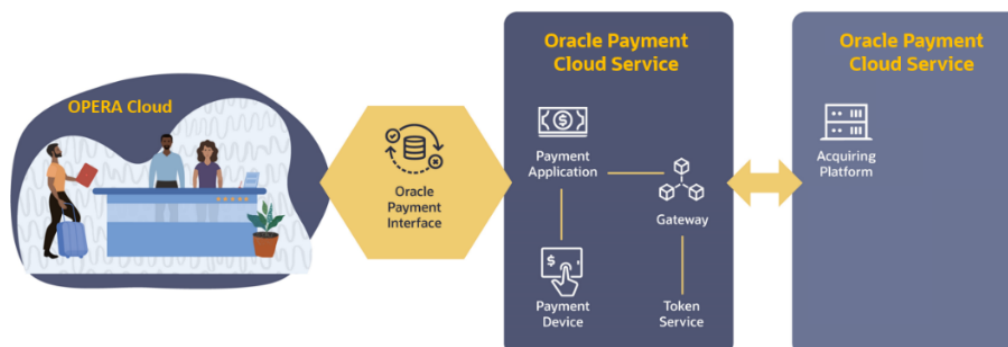 OPERA Cloud
Oracle
Payment
Interface
Oracle Payment
Cloud Service
$
Payment
Application
Gateway
$
Payment
Device
Token
Service
Oracle Payment
Cloud Service
Acquiring
Platform